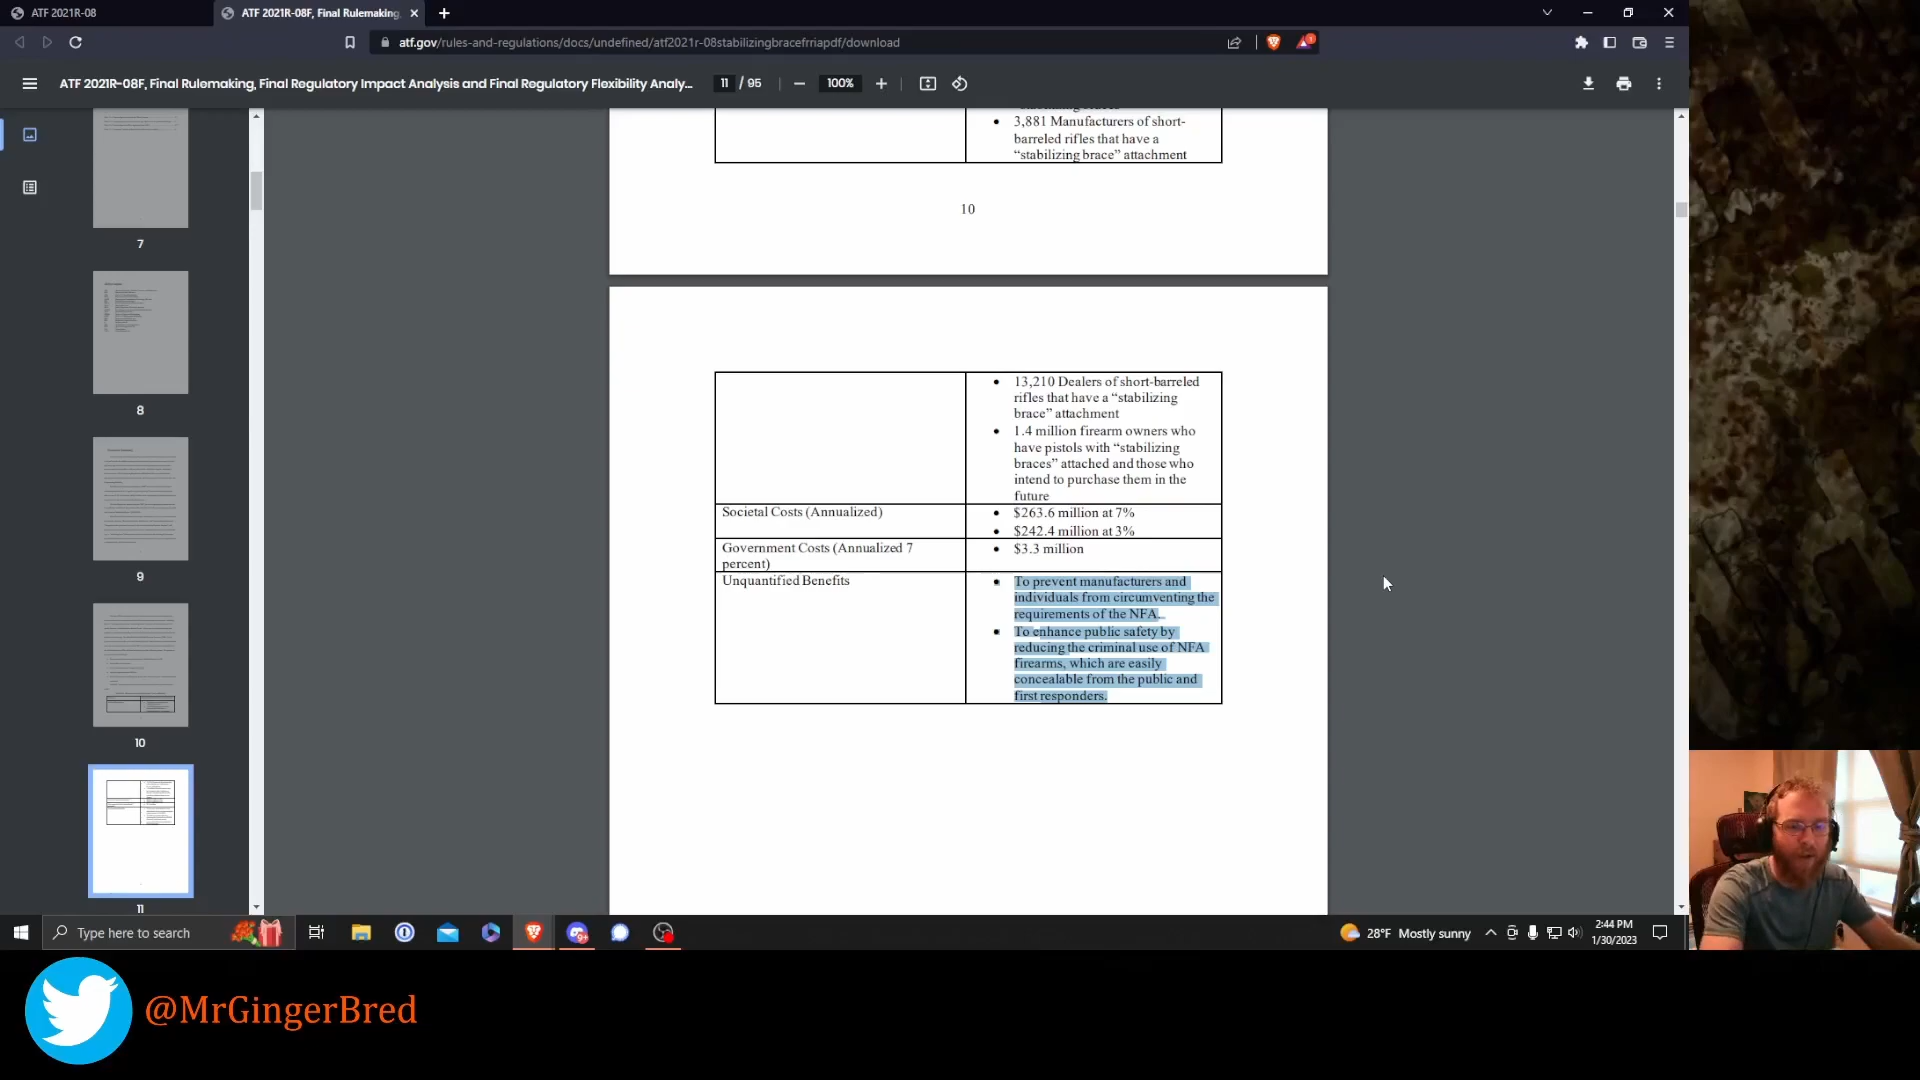 ATF 2021R-08
ATF 2021R-08F, Final Rulemaking,
atf.gov/rules-and-regulations/docs/undefined/atf2021r-08stabilizingbracefrriapdf/download
ATF 2021R-08F, Final Rulemaking, Final Regulatory Impact Analysis and Final Regulatory Flexibility Analy...
11 / 95
100%
7
8
9
10
11
• 3,881 Manufacturers of short-
barreled rifles that have a
“stabilizing brace” attachment
10
• 13,210 Dealers of short-barreled
rifles that have a “stabilizing
brace” attachment
• 1.4 million firearm owners who
have pistols with “stabilizing
braces” attached and those who
intend to purchase them in the
future
Societal Costs (Annualized)
• $263.6 million at 7%
• $242.4 million at 3%
Government Costs (Annualized 7
percent)
• $3.3 million
Unquantified Benefits
• To prevent manufacturers and
individuals from circumventing the
requirements of the NFA.
• To enhance public safety by
reducing the criminal use of NFA
firearms, which are easily
concealable from the public and
first responders.
Type here to search
28°F Mostly sunny
2:44 PM
1/30/2023
@MrGingerBred